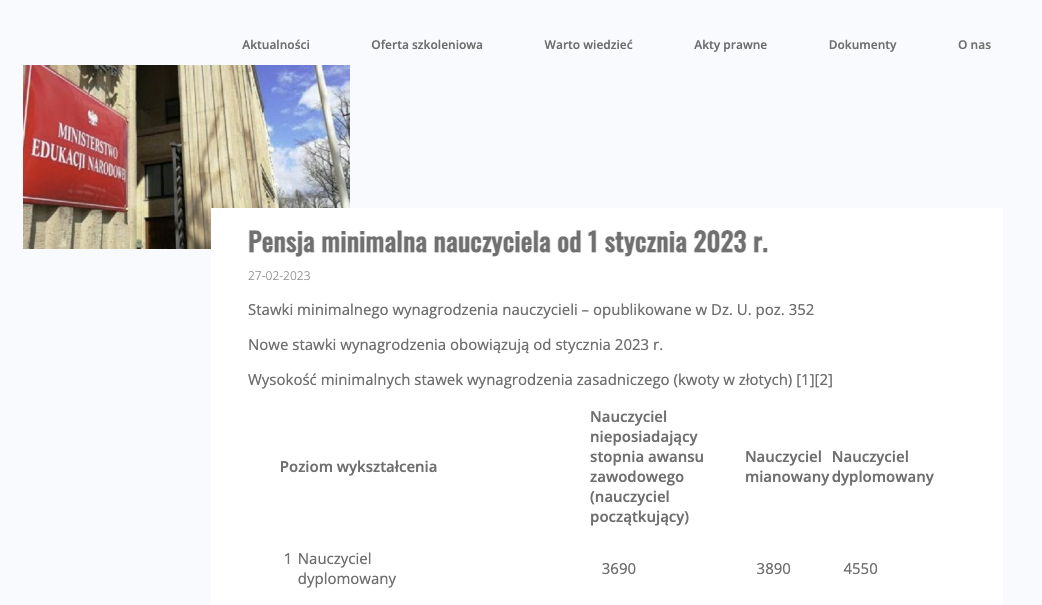 Aktualności Oferta szkoleniowa Warto wiedzieć Akty prawne Dokumenty O nas
MINISTERSTWO
EDUKACJI NARODOWEJ
Pensja minimalna nauczyciela od 1 stycznia 2023 r.
27-02-2023
Stawki minimalnego wynagrodzenia nauczycieli – opublikowane w Dz. U. poz. 352
Nowe stawki wynagrodzenia obowiązują od stycznia 2023 r.
Wysokość minimalnych stawek wynagrodzenia zasadniczego (kwoty w złotych) [1][2]
Poziom wykształcenia
Nauczyciel
nieposiadający
stopnia awansu
zawodowego
(nauczyciel
początkujący)
Nauczyciel
mianowany
Nauczyciel
dyplomowany
1 Nauczyciel
dyplomowany
3690 3890 4550